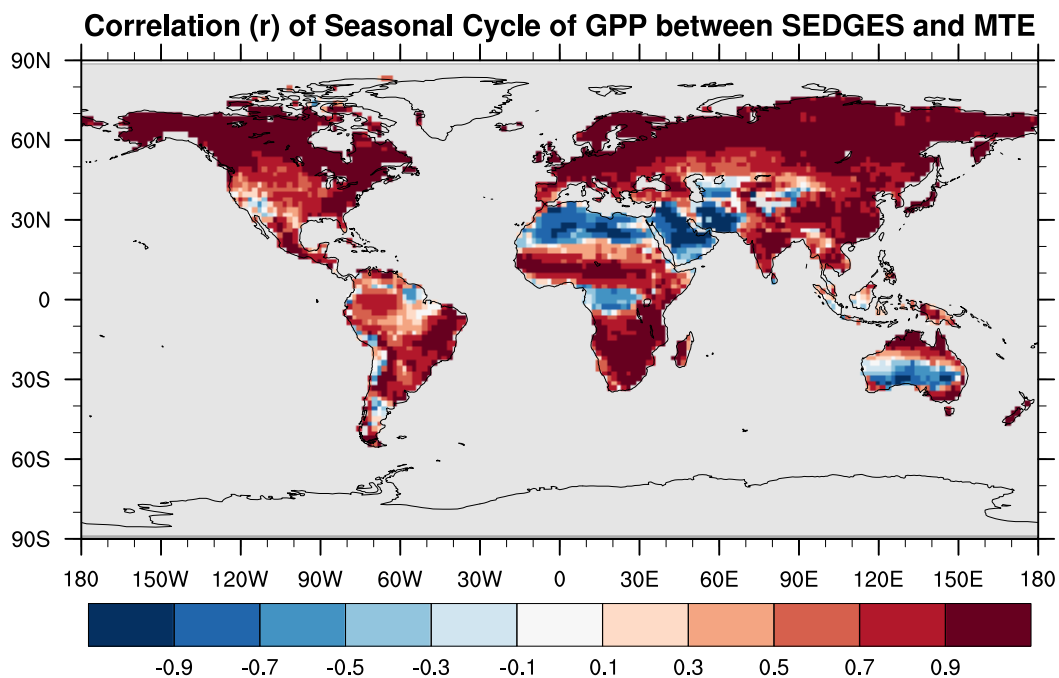 Correlation (r) of Seasonal Cycle of GPP between SEDGES and MTE
90N
60N
30N
0
30S
60S
90S
180 150W 120W 90W 60W 30W 0 30E 60E 90E 120E 150E 180
-0.9 -0.7 -0.5 -0.3 -0.1 0.1 0.3 0.5 0.7 0.9